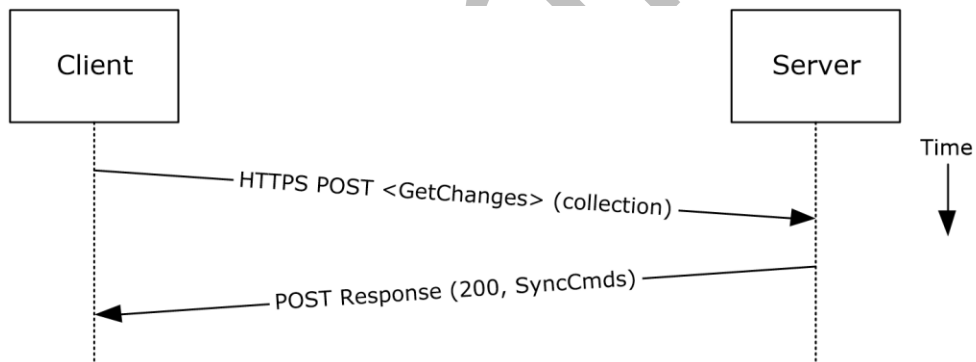 Client
Server
Time
HTTPS POST <GetChanges> (collection)
POST Response (200, SyncCmds)